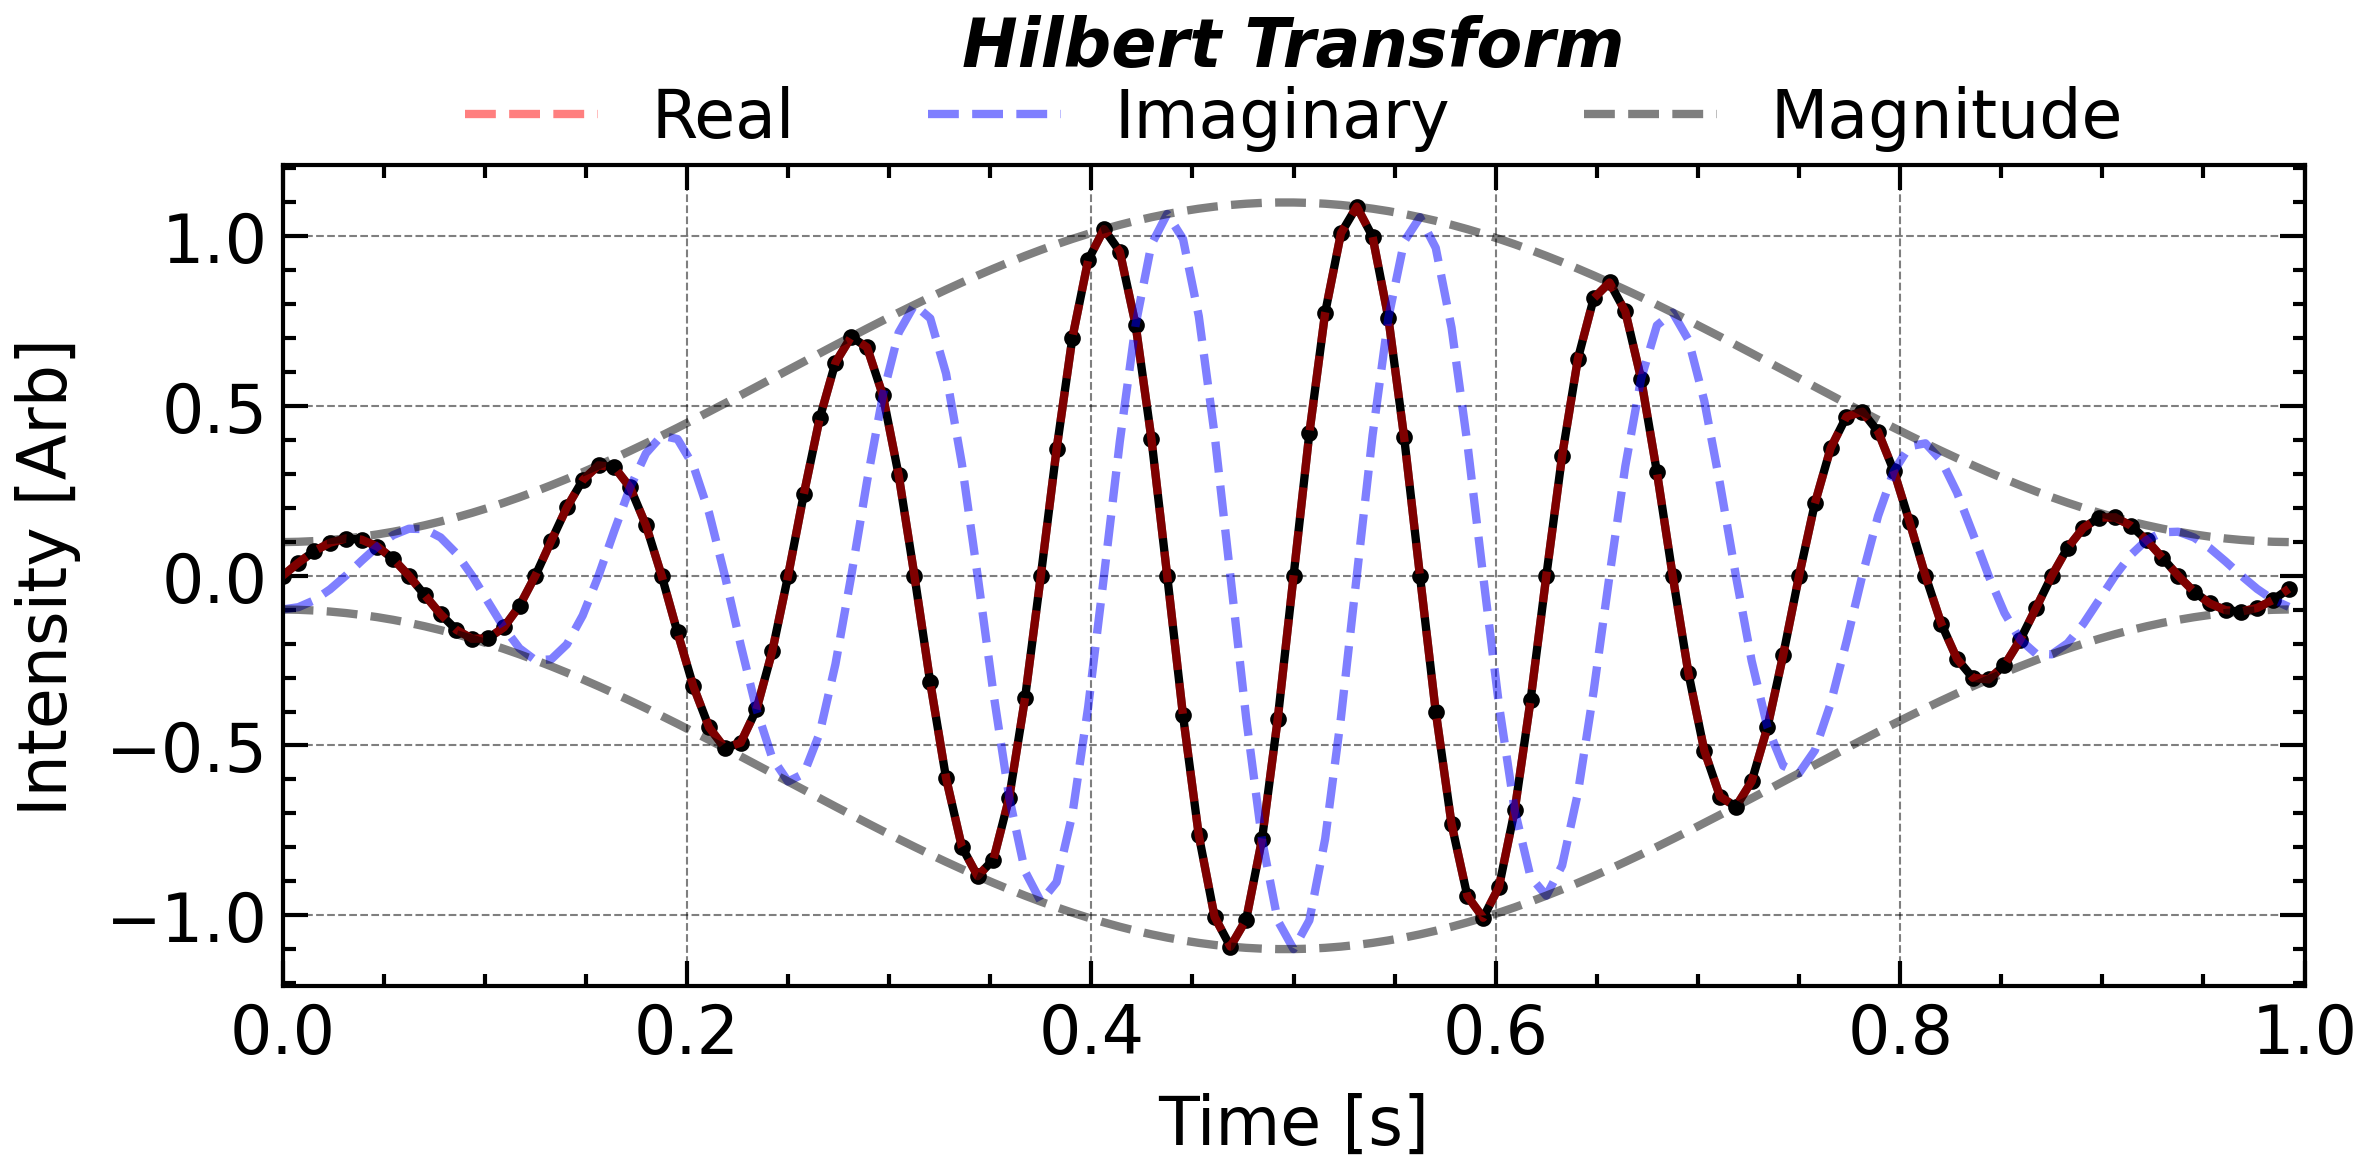 Hilbert Transform
Real Imaginary Magnitude
Intensity [Arb]
1.0
0.5
0.0
−0.5
−1.0
0.0 0.2 0.4 0.6 0.8 1.0
Time [s]